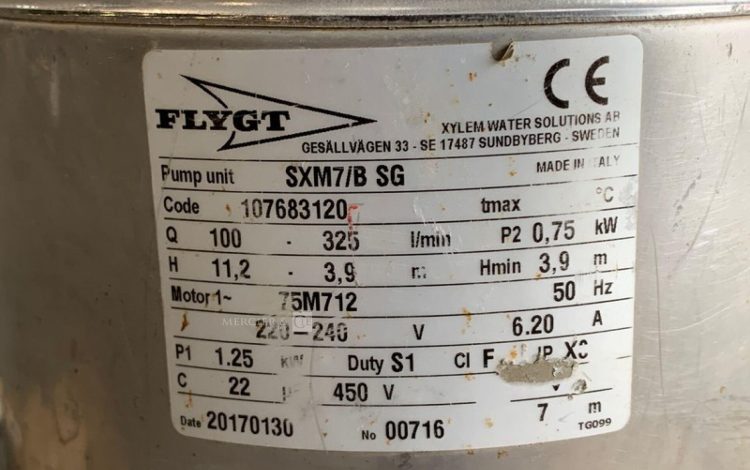 FLYGT
CE
XYLEM WATER SOLUTIONS AB
GESÄLLVÄGEN 33 - SE 17487 SUNDBYBERG - SWEDEN
Pump unit SXM7/B SG MADE IN ITALY
Code 107683120 tmax °C
Q 100 - 325 l/min P2 0,75 kW
H 11,2 - 3,9 m Hmin 3,9 m
Motor 1~ 75M712 50 Hz
220-240 V 6.20 A
P1 1.25 kW Duty S1 Cl F IP
C 22 450 V
7 m
Date 20170130 No 00716 TG099